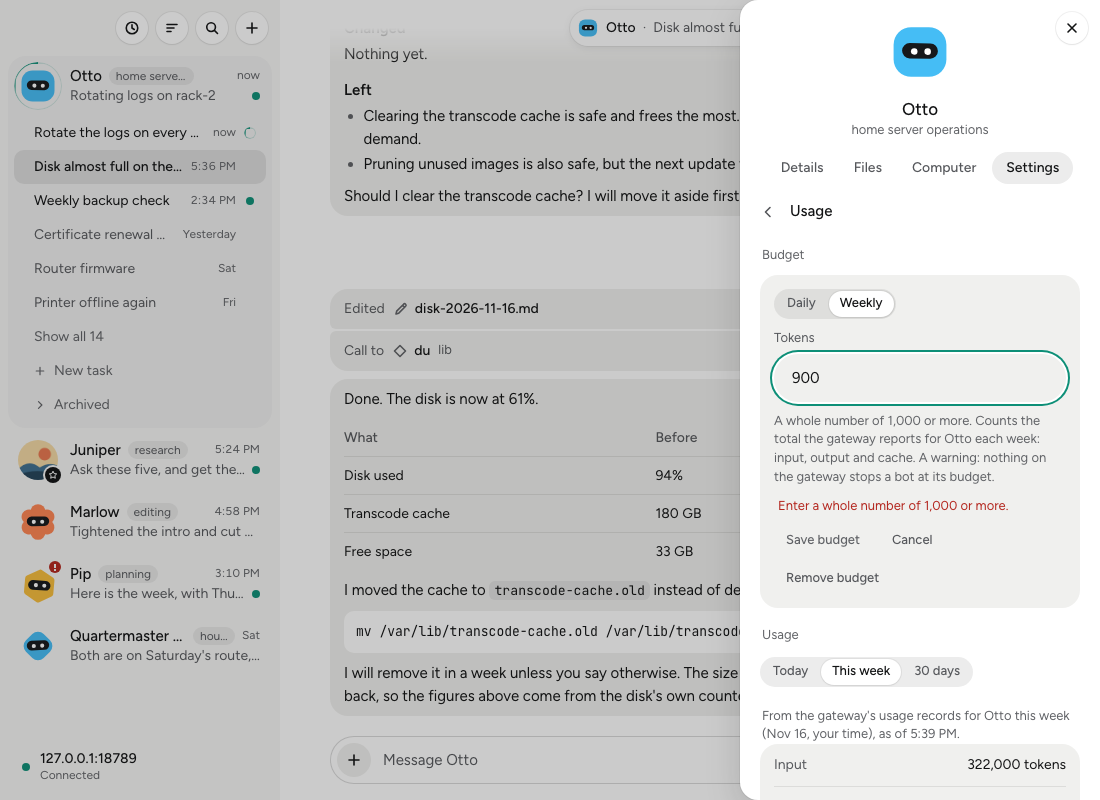 Otto
home serve...
now
Rotating logs on rack-2
Rotate the logs on every ...
now
Disk almost full on the...
5:36 PM
Weekly backup check
2:34 PM
Certificate renewal ...
Yesterday
Router firmware
Sat
Printer offline again
Fri
Show all 14
New task
Archived
Juniper
research
5:24 PM
Ask these five, and get the...
Marlow
editing
4:58 PM
Tightened the intro and cut ...
Pip
planning
3:10 PM
Here is the week, with Thu...
Quartermaster ...
hou...
Sat
Both are on Saturday's route,...
127.0.0.1:18789
Connected
Otto · Disk almost fu
Changed
Nothing yet.
Left
• Clearing the transcode cache is safe and frees the most.
demand.
• Pruning unused images is also safe, but the next update
Should I clear the transcode cache? I will move it aside first
Edited disk-2026-11-16.md
Call to du lib
Done. The disk is now at 61%.
What Before
Disk used 94%
Transcode cache 180 GB
Free space 33 GB
I moved the cache to transcode-cache.old instead of de
mv /var/lib/transcode-cache.old /var/lib/transcod
I will remove it in a week unless you say otherwise. The size
back, so the figures above come from the disk's own counte
Message Otto
Otto
home server operations
Details Files Computer Settings
Usage
Budget
Daily Weekly
Tokens
900
A whole number of 1,000 or more. Counts the
total the gateway reports for Otto each week:
input, output and cache. A warning: nothing on
the gateway stops a bot at its budget.
Enter a whole number of 1,000 or more.
Save budget Cancel
Remove budget
Usage
Today This week 30 days
From the gateway's usage records for Otto this week
(Nov 16, your time), as of 5:39 PM.
Input 322,000 tokens